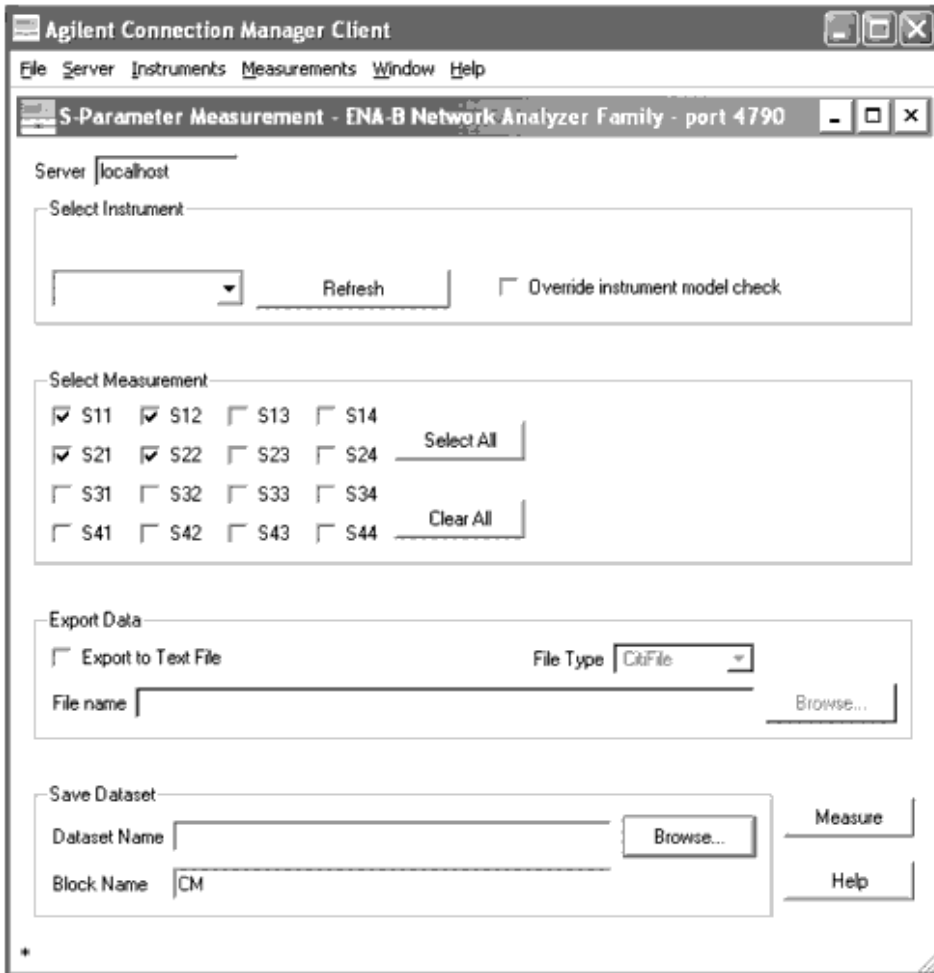 Agilent Connection Manager Client
File Server Instruments Measurements Window Help
S-Parameter Measurement - ENA-B Network Analyzer Family - port 4790
Server localhost
Select Instrument
Refresh Override instrument model check
Select Measurement
S11 S12 S13 S14
Select All
S21 S22 S23 S24
S31 S32 S33 S34
Clear All
S41 S42 S43 S44
Export Data
Export to Text File File Type CitiFile
File name Browse...
Save Dataset
Dataset Name Browse... Measure
Block Name CM Help
*